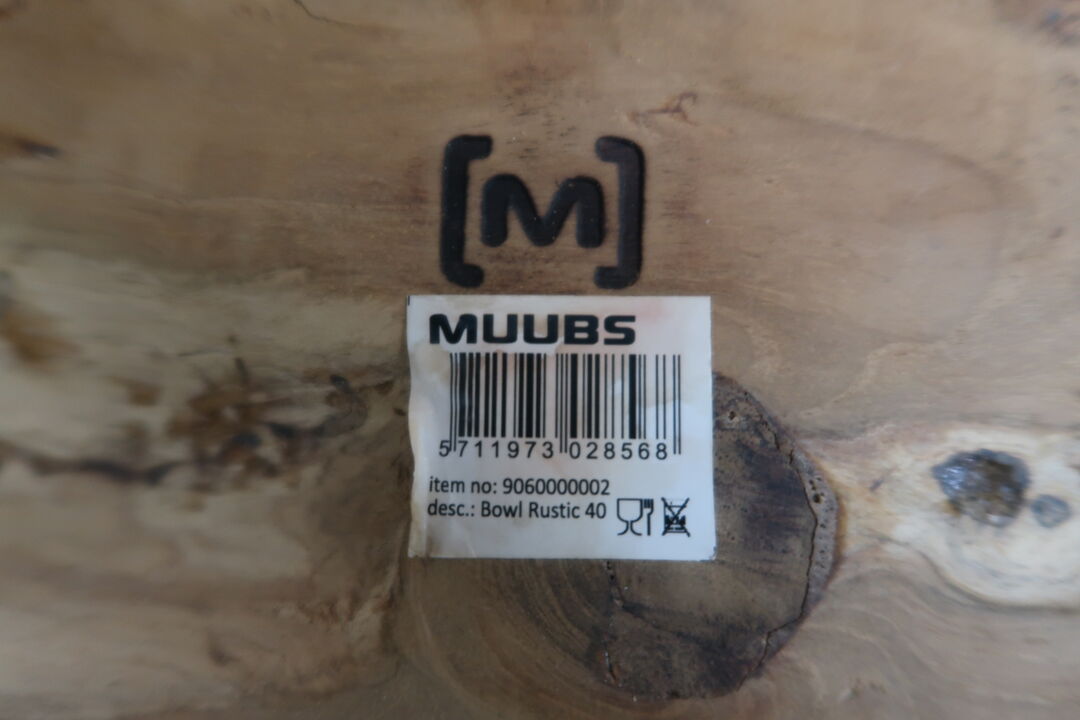 [M]
MUUBS
5 711973 028568
item no: 9060000002
desc.: Bowl Rustic 40